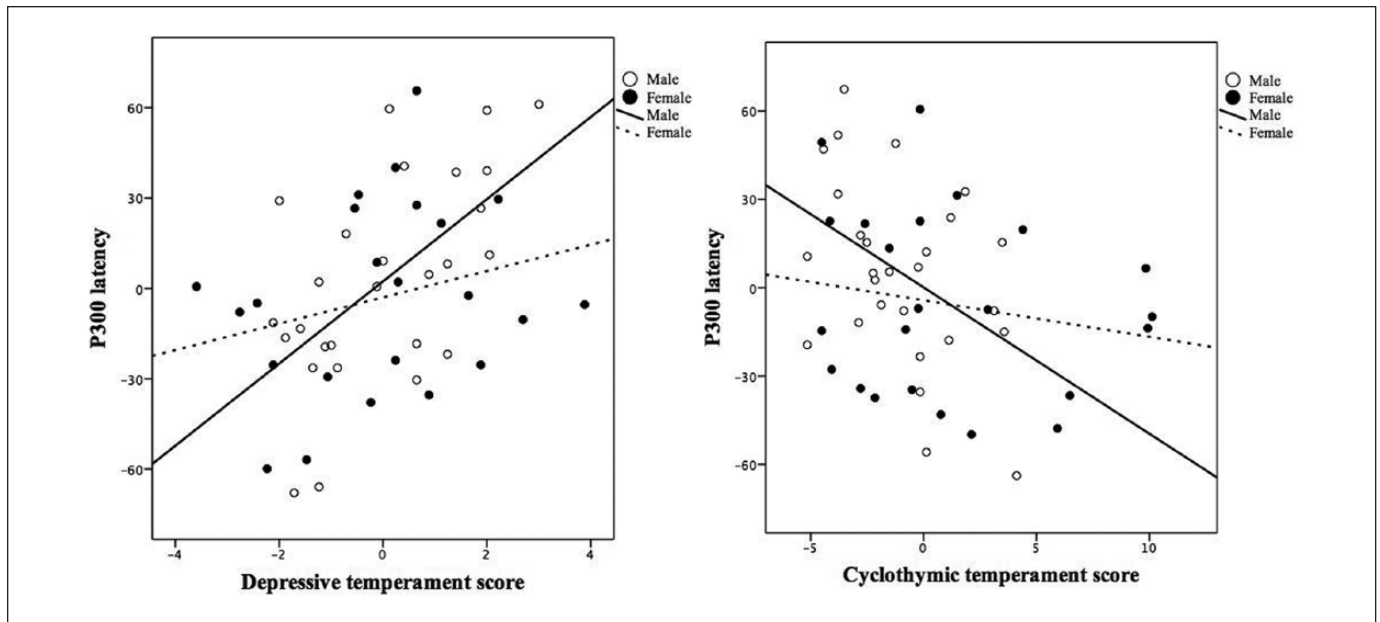 P300 latency
60
30
0
-30
-60
-4
-2
0
2
4
Depressive temperament score
Male
Female
Male
Female
P300 latency
60
30
0
-30
-60
-5
0
5
10
Cyclothymic temperament score
Male
Female
Male
Female